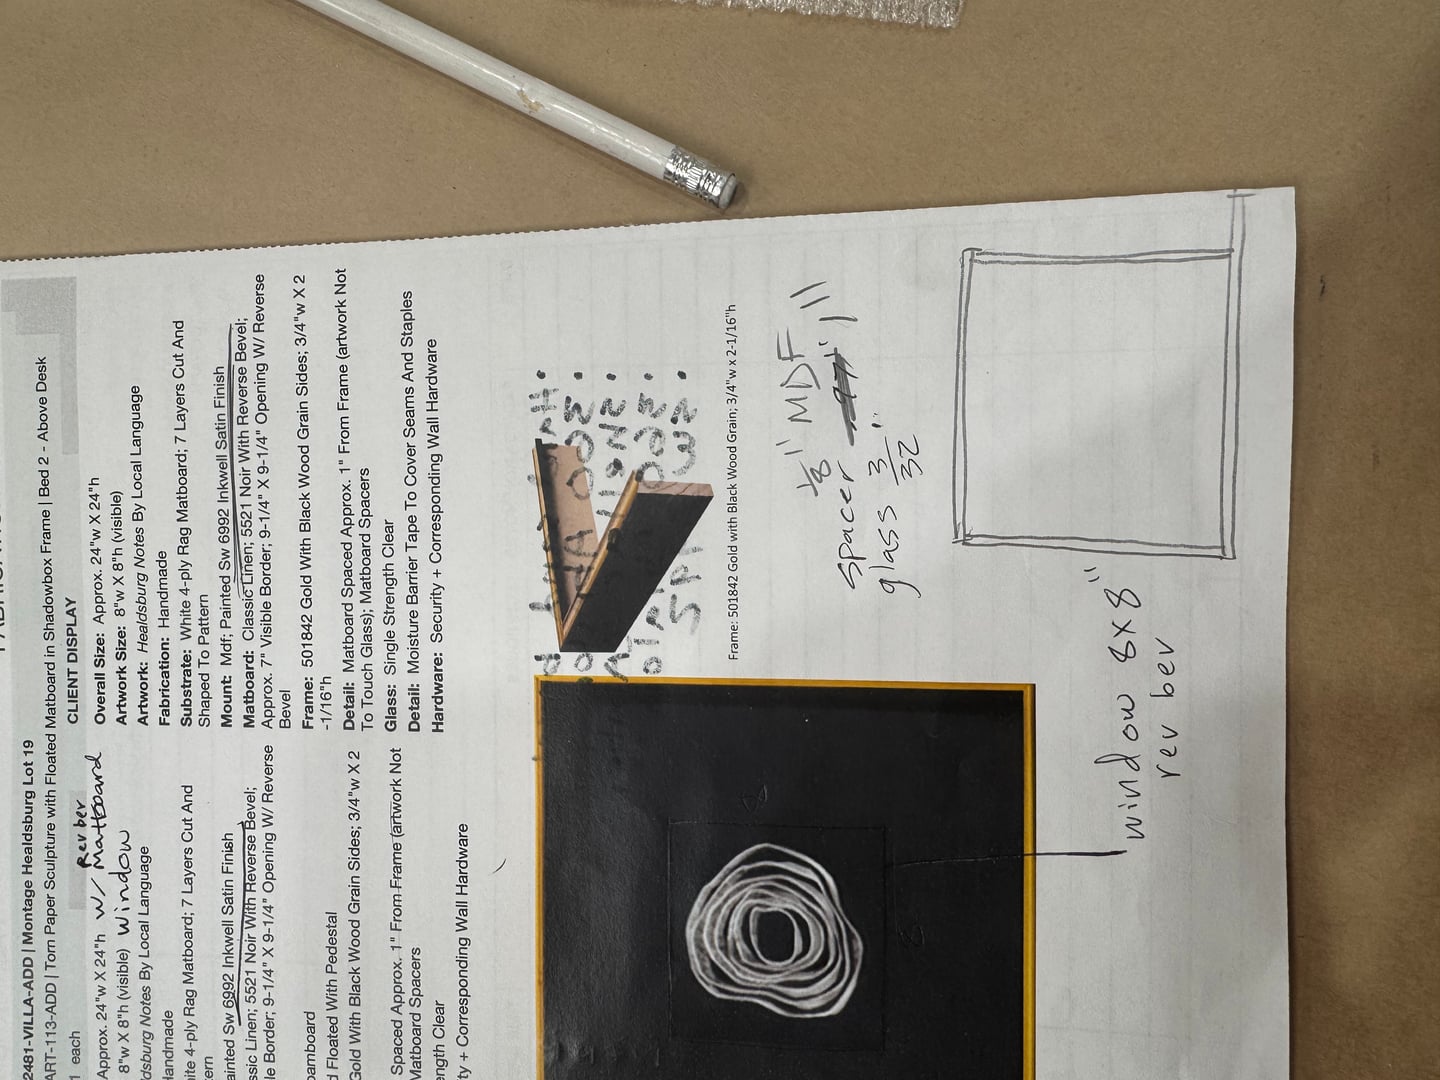 2481-VILLA-ADD | Montage Healdsburg Lot 19
ART-113-ADD | Torn Paper Sculpture with Floated Matboard in Shadowbox Frame | Bed 2 - Above Desk
1 each
Rev ber
Approx. 24"w X 24"h W/ Mattboard
8"w X 8"h (visible) window
dsburg Notes By Local Language
Handmade
ite 4-ply Rag Matboard; 7 Layers Cut And
tern
ainted Sw 6992 Inkwell Satin Finish
ssic Linen; 5521 Noir With Reverse Bevel;
le Border; 9-1/4" X 9-1/4" Opening W/ Reverse
oamboard
d Floated With Pedestal
Gold With Black Wood Grain Sides; 3/4"w X 2
Spaced Approx. 1" From Frame (artwork Not
Matboard Spacers
ength Clear
ty + Corresponding Wall Hardware
CLIENT DISPLAY
Overall Size: Approx. 24"w X 24"h
Artwork Size: 8"w X 8"h (visible)
Artwork: Healdsburg Notes By Local Language
Fabrication: Handmade
Substrate: White 4-ply Rag Matboard; 7 Layers Cut And
Shaped To Pattern
Mount: Mdf; Painted Sw 6992 Inkwell Satin Finish
Matboard: Classic Linen; 5521 Noir With Reverse Bevel;
Approx. 7" Visible Border; 9-1/4" X 9-1/4" Opening W/ Reverse
Bevel
Frame: 501842 Gold With Black Wood Grain Sides; 3/4"w X 2
-1/16"h
Detail: Matboard Spaced Approx. 1" From Frame (artwork Not
To Touch Glass); Matboard Spacers
Glass: Single Strength Clear
Detail: Moisture Barrier Tape To Cover Seams And Staples
Hardware: Security + Corresponding Wall Hardware
8
8
Frame: 501842 Gold with Black Wood Grain; 3/4"w x 2-1/16"h
1/8" MDF
spacer 1"
glass 3/32"
window 8x8"
rev bev